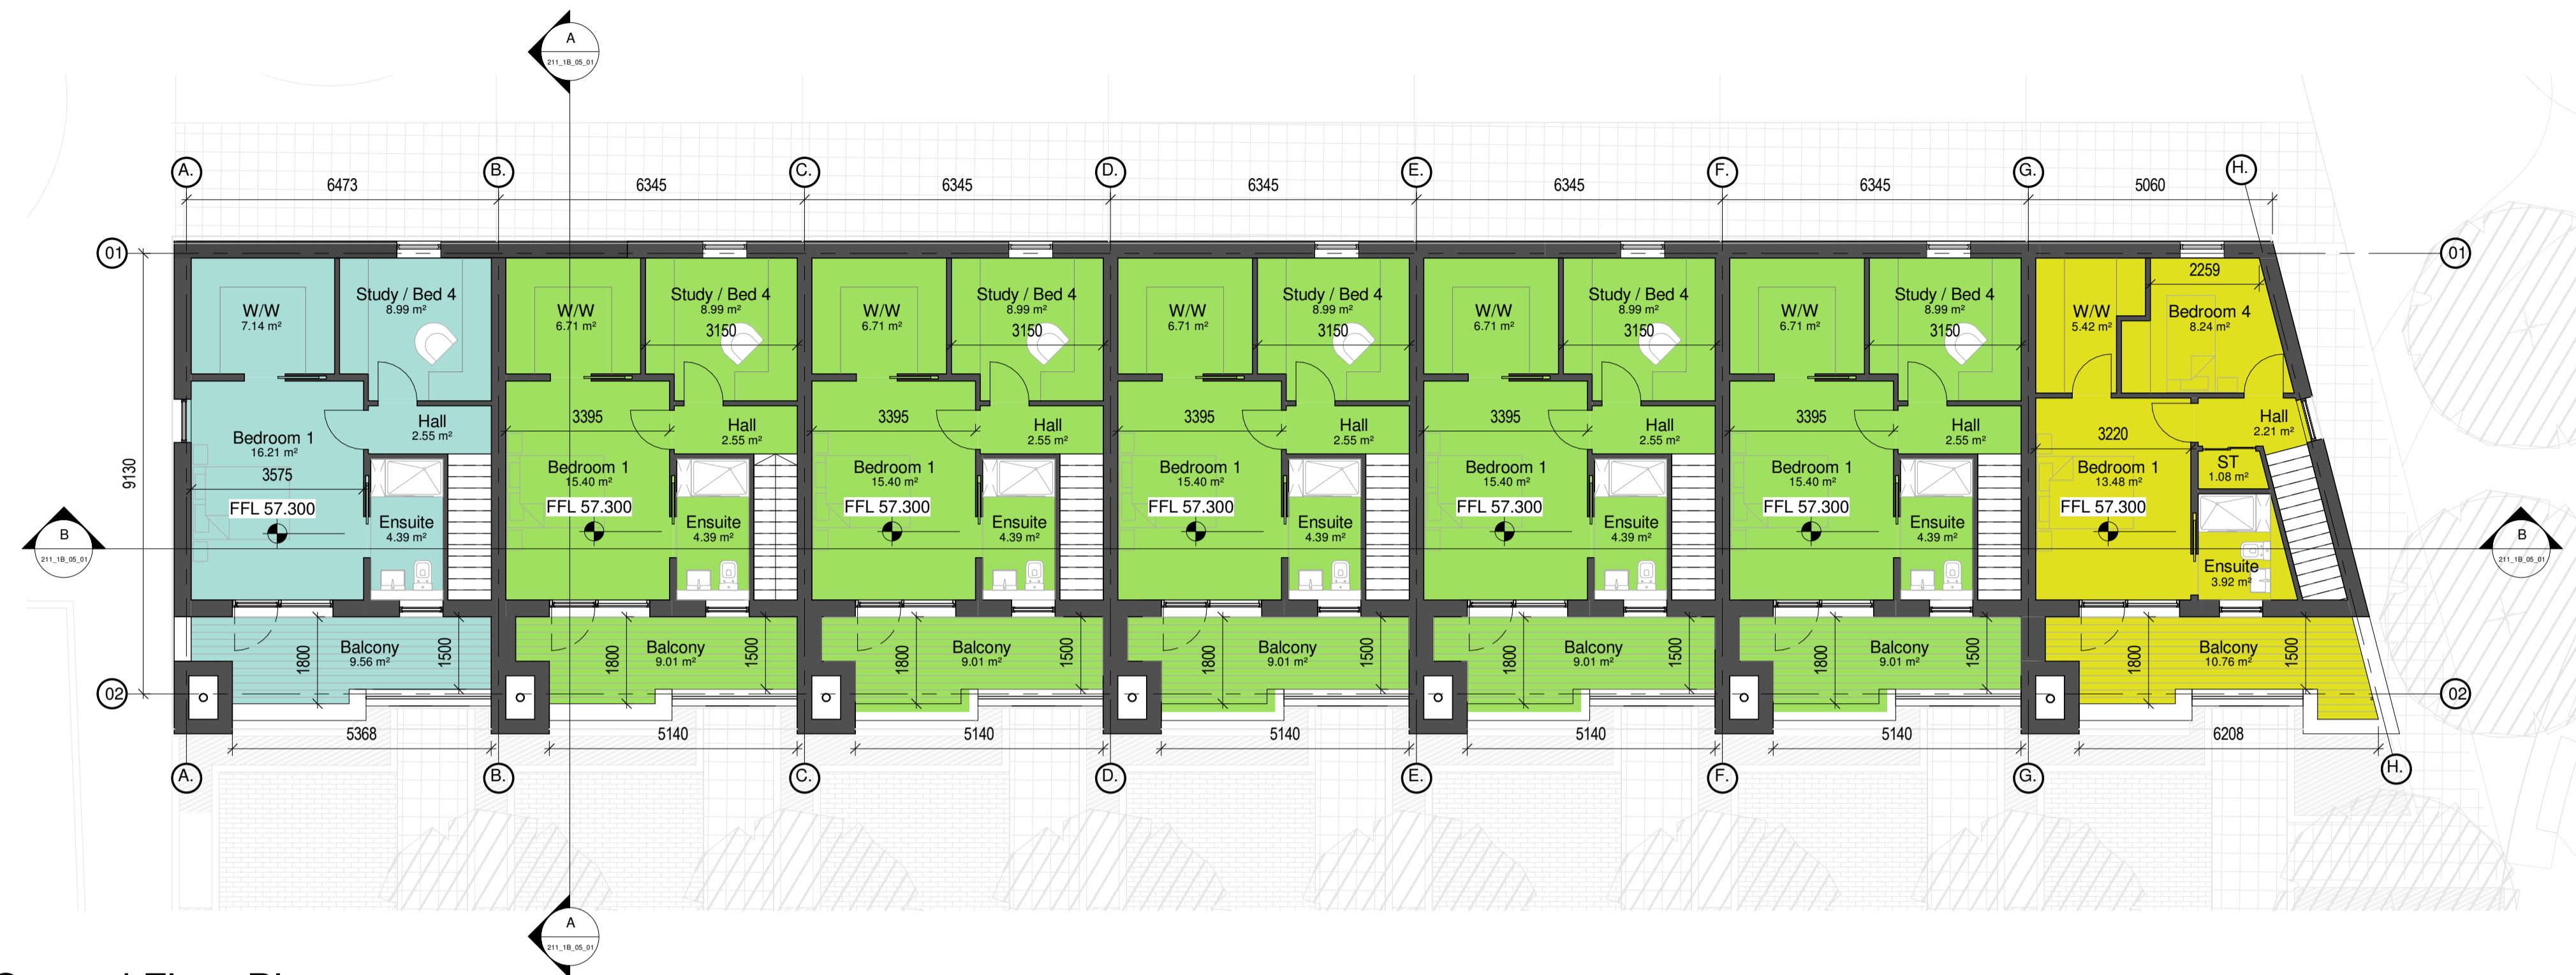 A
211_1B_05_01
A. B. C. D. E. F. G. H.
6473 6345 6345 6345 6345 6345 5060
01 01
2259
Study / Bed 4 Study / Bed 4 Study / Bed 4 Study / Bed 4 Study / Bed 4 Study / Bed 4
8.99 m² 8.99 m² 8.99 m² 8.99 m² 8.99 m² 8.99 m²
W/W W/W W/W W/W W/W W/W W/W Bedroom 4
7.14 m² 6.71 m² 6.71 m² 6.71 m² 6.71 m² 6.71 m² 5.42 m² 8.24 m²
3150 3150 3150 3150 3150
Hall Hall Hall Hall Hall Hall Hall
2.55 m² 2.55 m² 2.55 m² 2.55 m² 2.55 m² 2.55 m² 2.21 m²
3395 3395 3395 3395 3395 3220
9130
Bedroom 1
16.21 m²
3575
Bedroom 1 Bedroom 1 Bedroom 1 Bedroom 1 Bedroom 1 Bedroom 1 ST
15.40 m² 15.40 m² 15.40 m² 15.40 m² 15.40 m² 13.48 m² 1.08 m²
FFL 57.300 FFL 57.300 FFL 57.300 FFL 57.300 FFL 57.300 FFL 57.300 FFL 57.300
Ensuite Ensuite Ensuite Ensuite Ensuite Ensuite
4.39 m² 4.39 m² 4.39 m² 4.39 m² 4.39 m² 4.39 m²
B B
211_1B_05_01 211_1B_05_01
Ensuite
3.92 m²
Balcony Balcony Balcony Balcony Balcony Balcony Balcony
9.56 m² 9.01 m² 9.01 m² 9.01 m² 9.01 m² 9.01 m² 10.76 m²
1800 1500 1800 1500 1800 1500 1800 1500 1800 1500 1800 1500 1800 1500
02 02
5368 5140 5140 5140 5140 5140 6208
A. B. C. D. E. F. G. H.
A
211_1B_05_01